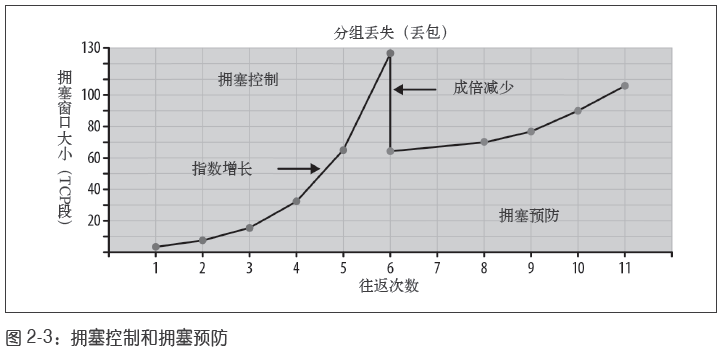 分组丢失（丢包）
130
100
80
60
40
20
拥塞窗口大小（TCP段）
拥塞控制
成倍减少
指数增长
拥塞预防
1 2 3 4 5 6 7 8 9 10 11
往返次数
图 2-3：拥塞控制和拥塞预防